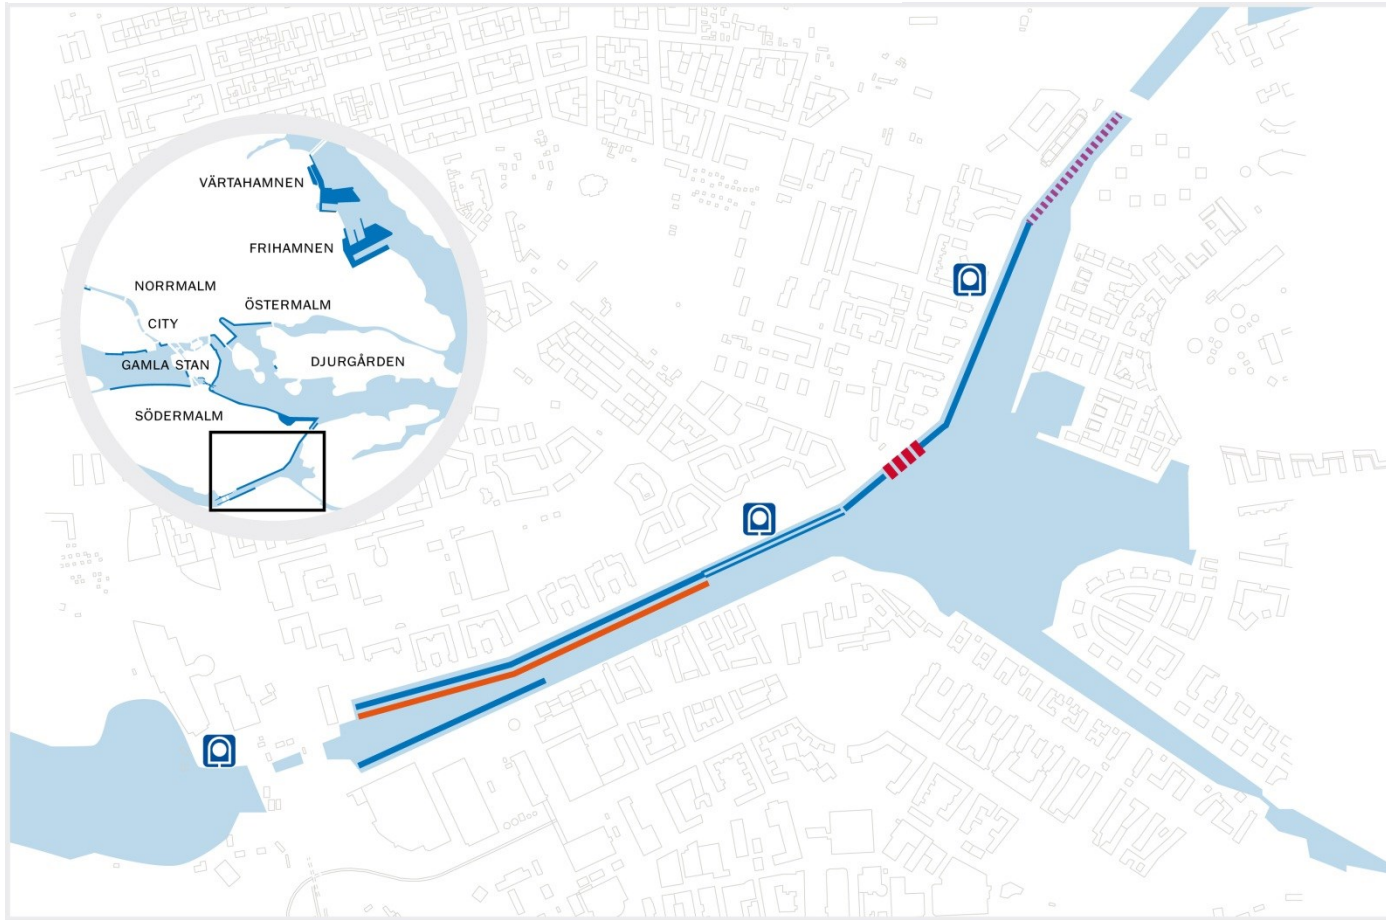 VÄRTAHAMNEN
FRIHAMNEN
NORRMALM
ÖSTERMALM
CITY
GAMLA STAN
DJURGÅRDEN
SÖDERMALM